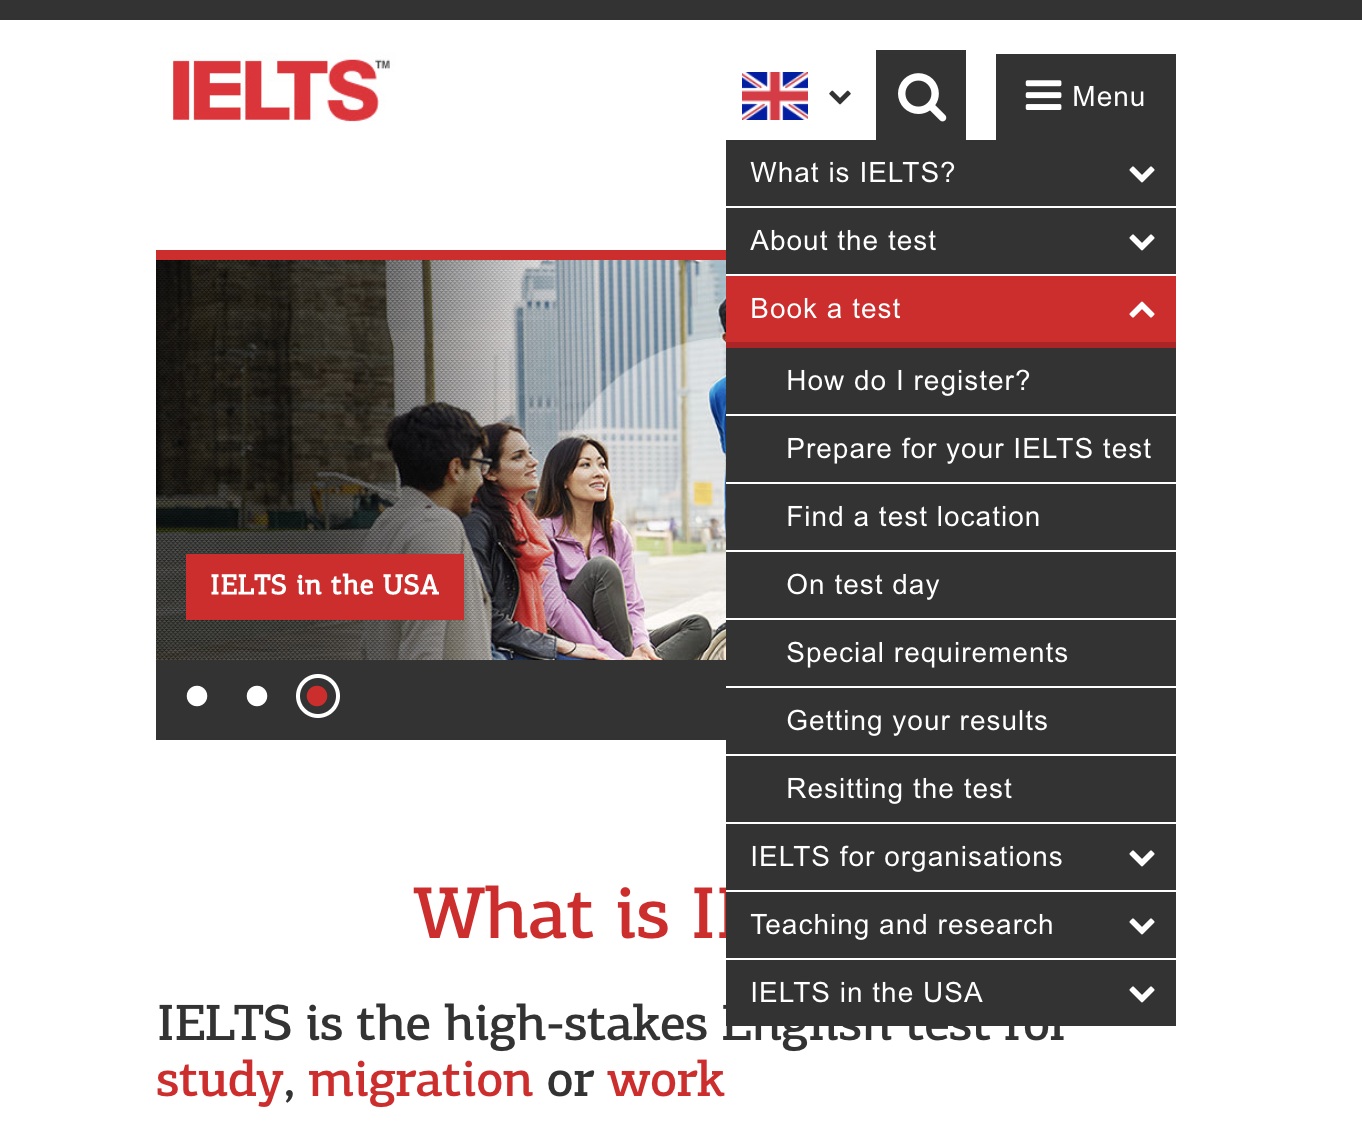 IELTS™
Menu
What is IELTS?
About the test
Book a test
How do I register?
Prepare for your IELTS test
Find a test location
On test day
Special requirements
Getting your results
Resitting the test
IELTS for organisations
Teaching and research
IELTS in the USA
IELTS in the USA
What is
IELTS is the high-stakes English test for
study, migration or work